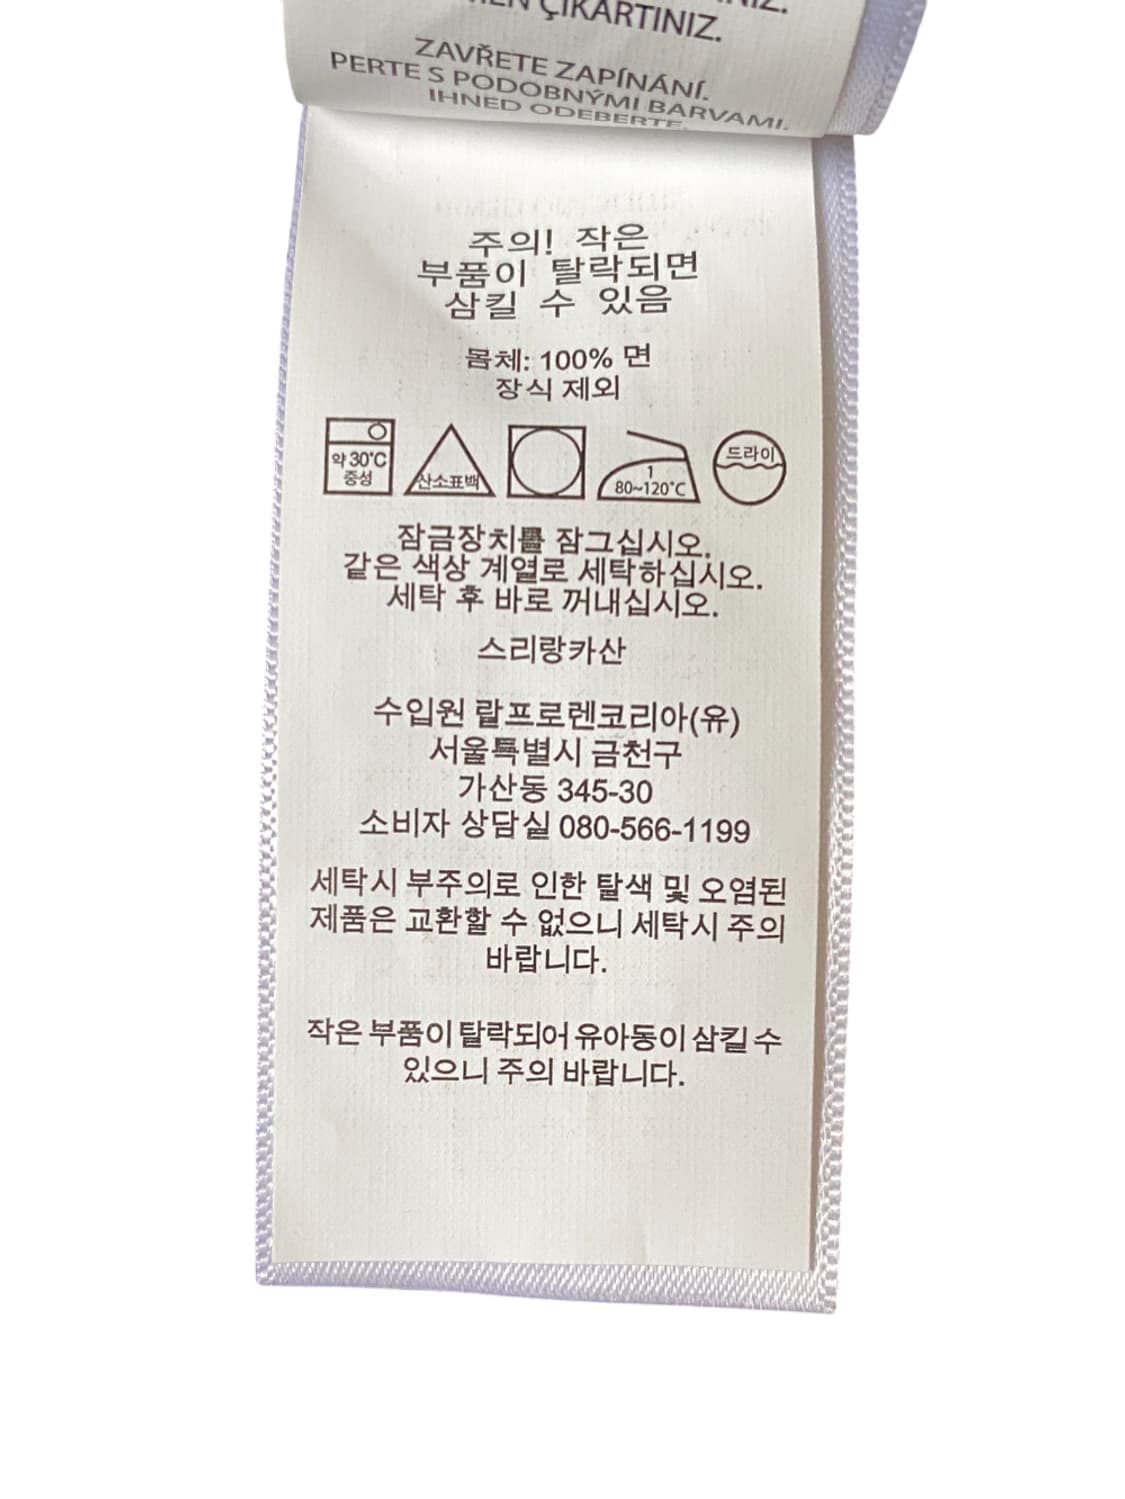 ÇIKARTINIZ.
ZAVŘETE ZAPÍNÁNÍ.
PERTE S PODOBNÝMI BARVAMI.
IHNED ODEBERTE.
주의! 작은
부품이 탈락되면
삼킬 수 있음
몸체: 100% 면
장식 제외
약 30°C
중성
산소표백
1
80~120°C
드라이
잠금장치를 잠그십시오.
같은 색상 계열로 세탁하십시오.
세탁 후 바로 꺼내십시오.
스리랑카산
수입원 랄프로렌코리아(유)
서울특별시 금천구
가산동 345-30
소비자 상담실 080-566-1199
세탁시 부주의로 인한 탈색 및 오염된
제품은 교환할 수 없으니 세탁시 주의
바랍니다.
작은 부품이 탈락되어 유아동이 삼킬 수
있으니 주의 바랍니다.